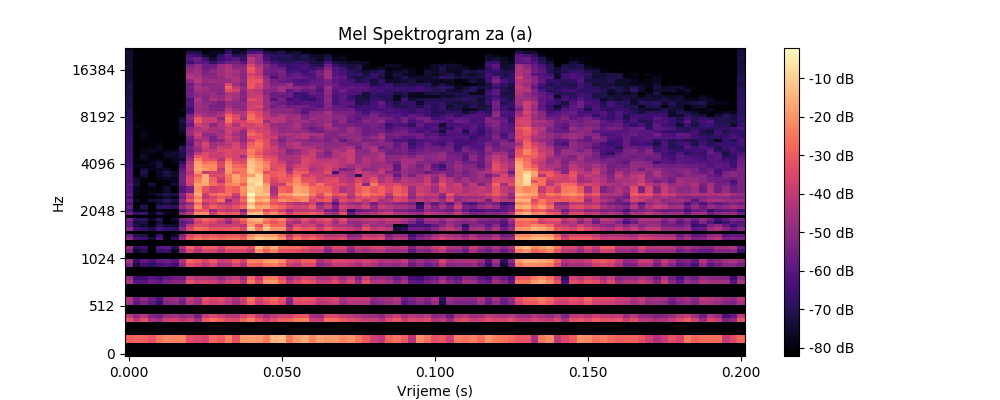 Mel Spektrogram za (a)
16384
8192
4096
2048
1024
512
0
Hz
0.000 0.050 0.100 0.150 0.200
Vrijeme (s)
-10 dB
-20 dB
-30 dB
-40 dB
-50 dB
-60 dB
-70 dB
-80 dB